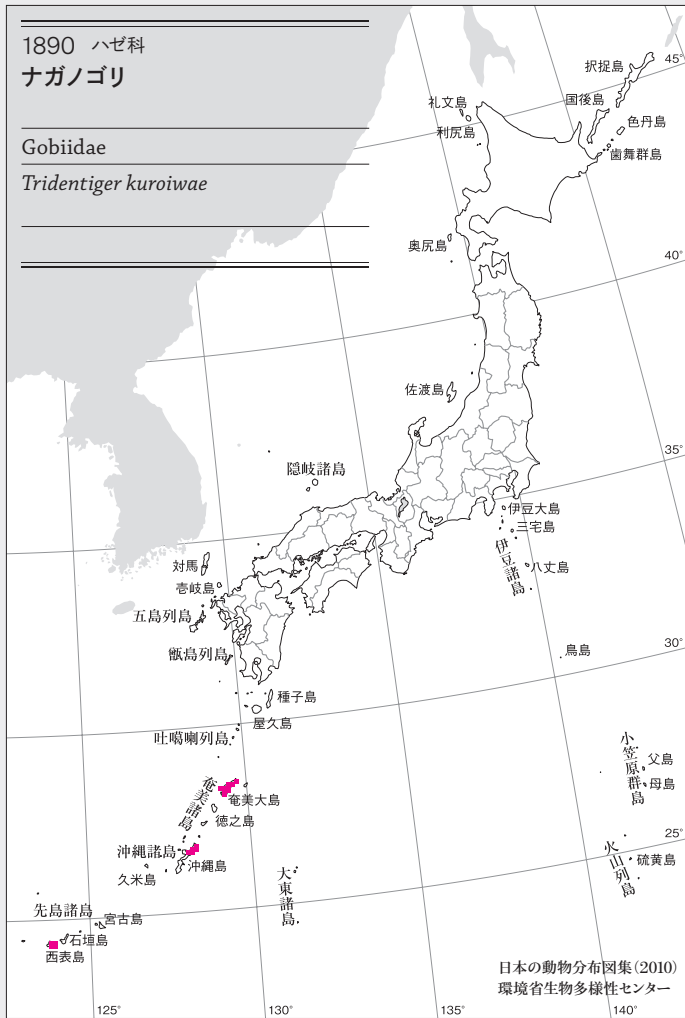 1890 ハゼ科
ナガノゴリ
Gobiidae
Tridentiger kuroiwae
択捉島
45°
礼文島
国後島
利尻島
色丹島
歯舞群島
奥尻島
40°
佐渡島
35°
隠岐諸島
伊豆大島
三宅島
伊豆諸島
八丈島
対馬
壱岐島
五島列島
甑島列島
鳥島
30°
種子島
屋久島
吐噶喇列島
小笠原群島
父島
母島
奄美諸島
奄美大島
徳之島
25°
沖縄諸島
沖縄島
久米島
大東諸島
火山列島
硫黄島
先島諸島
宮古島
石垣島
西表島
日本の動物分布図集(2010)
環境省生物多様性センター
125°
130°
135°
140°